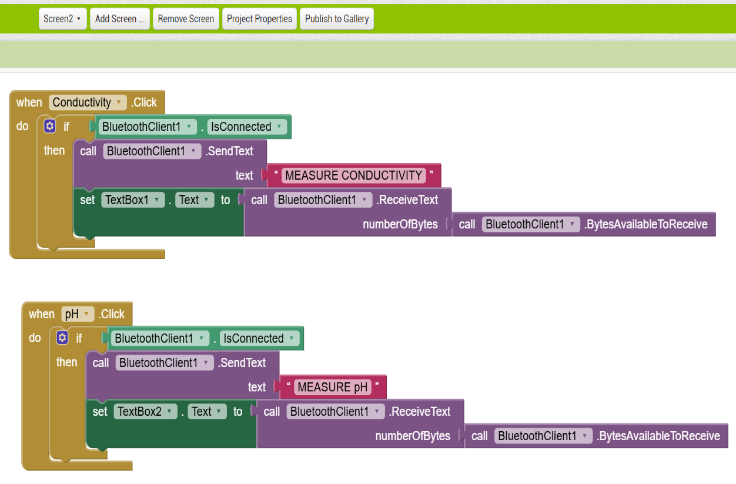 Screen2 Add Screen ... Remove Screen Project Properties Publish to Gallery
when Conductivity .Click
do if BluetoothClient1 . IsConnected
then call BluetoothClient1 .SendText
text " MEASURE CONDUCTIVITY "
set TextBox1 . Text to call BluetoothClient1 .ReceiveText
numberOfBytes call BluetoothClient1 .BytesAvailableToReceive
when pH .Click
do if BluetoothClient1 . IsConnected
then call BluetoothClient1 .SendText
text " MEASURE pH "
set TextBox2 . Text to call BluetoothClient1 .ReceiveText
numberOfBytes call BluetoothClient1 .BytesAvailableToReceive